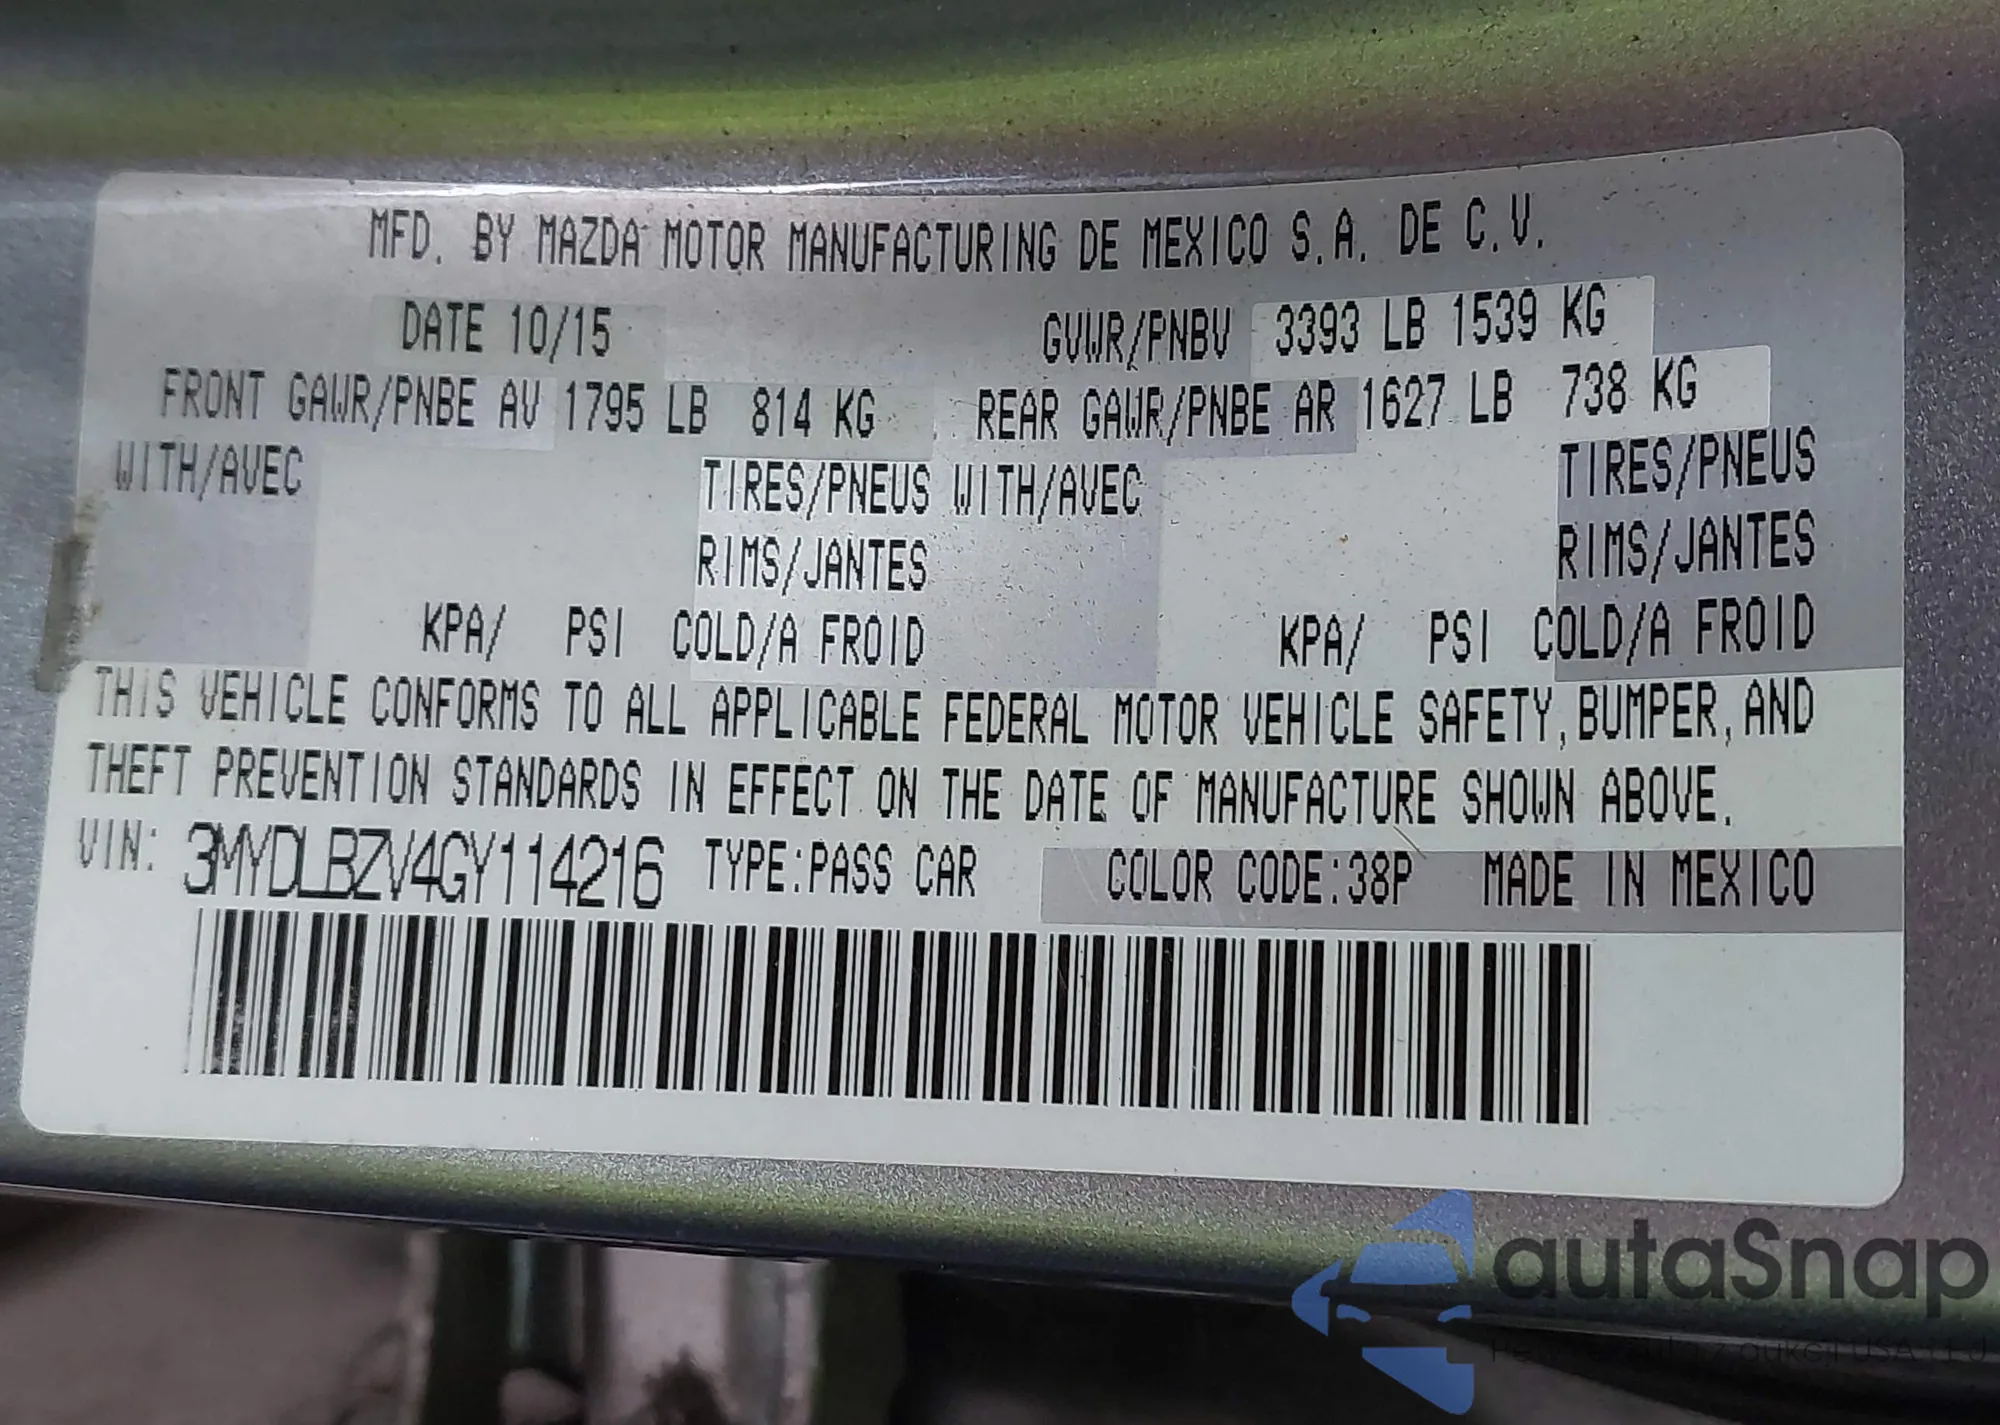 MFD. BY MAZDA MOTOR MANUFACTURING DE MEXICO S.A. DE C.V.
DATE 10/15 GVWR/PNBV 3393 LB 1539 KG
FRONT GAWR/PNBE AV 1795 LB 814 KG REAR GAWR/PNBE AR 1627 LB 738 KG
WITH/AVEC TIRES/PNEUS WITH/AVEC TIRES/PNEUS
RIMS/JANTES RIMS/JANTES
KPA/ PSI COLD/A FROID KPA/ PSI COLD/A FROID
THIS VEHICLE CONFORMS TO ALL APPLICABLE FEDERAL MOTOR VEHICLE SAFETY,BUMPER,AND
THEFT PREVENTION STANDARDS IN EFFECT ON THE DATE OF MANUFACTURE SHOWN ABOVE.
VIN: 3MYDLBZV4GY114216 TYPE:PASS CAR COLOR CODE:38P MADE IN MEXICO
autaSnap
aukcji USA i EU